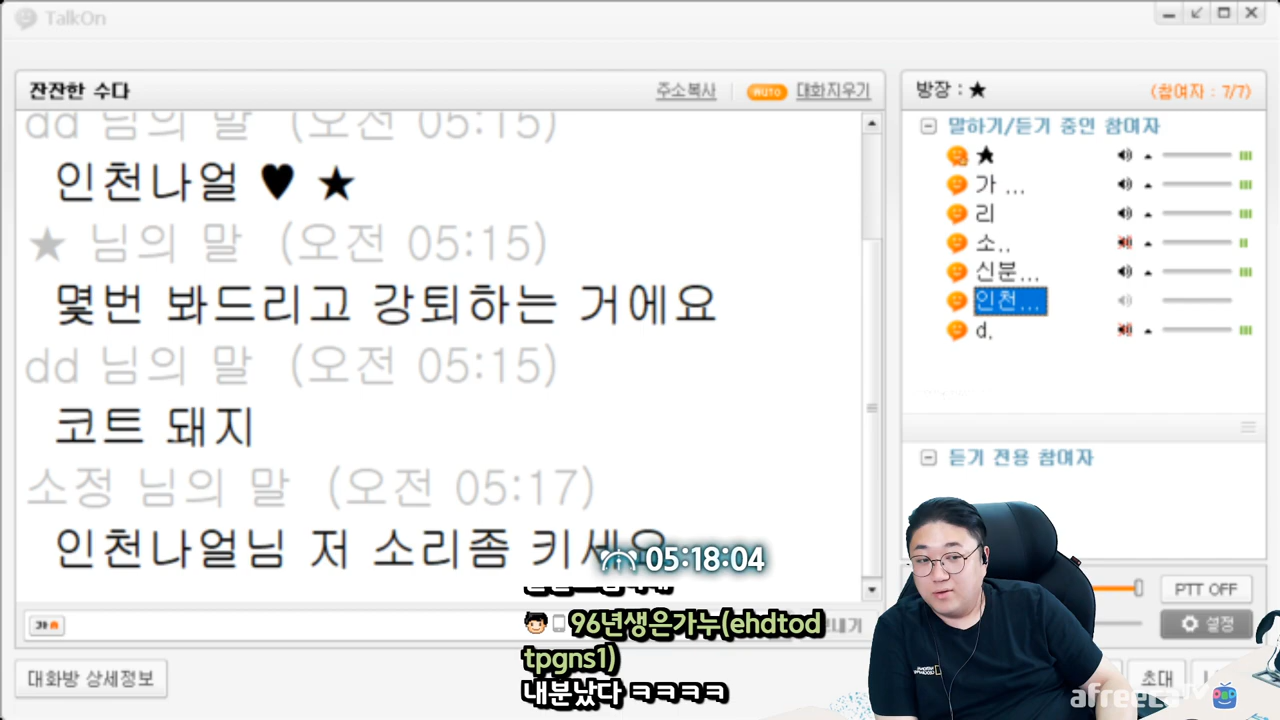 TalkOn
잔잔한 수다
주소복사
AUTO
대화지우기
dd 님의 말 (오전 05:15)
인천나얼 ♥ ★
★ 님의 말 (오전 05:15)
몇번 봐드리고 강퇴하는 거에요
dd 님의 말 (오전 05:15)
코트 돼지
소정 님의 말 (오전 05:17)
인천나얼님 저 소리좀 키세요
05:18:04
96년생은가누(ehdtod
tpgns1)
내분났다 ㅋㅋㅋㅋ
가
대화방 상세정보
방장 : ★
(참여자 : 7/7)
말하기/듣기 중인 참여자
★
가 ...
리
소..
신분...
인천...
d.
듣기 전용 참여자
PTT OFF
설정
초대
afreecaTV